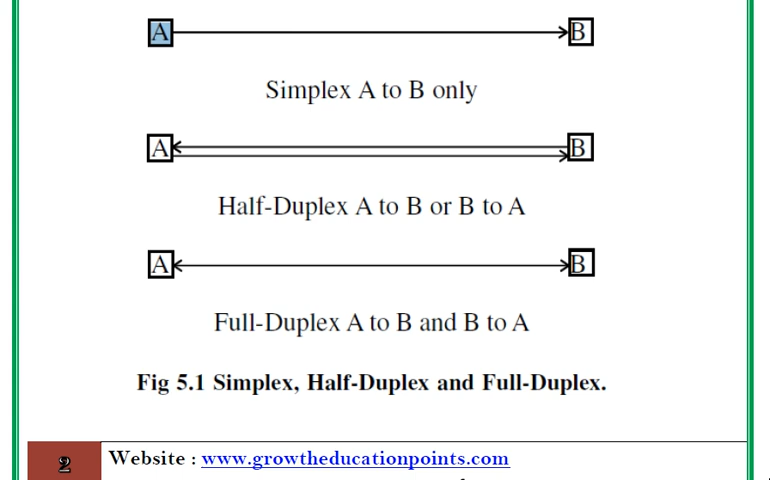 A B
Simplex A to B only
A B
Half-Duplex A to B or B to A
A B
Full-Duplex A to B and B to A
Fig 5.1 Simplex, Half-Duplex and Full-Duplex.
2 Website : www.growtheducationpoints.com